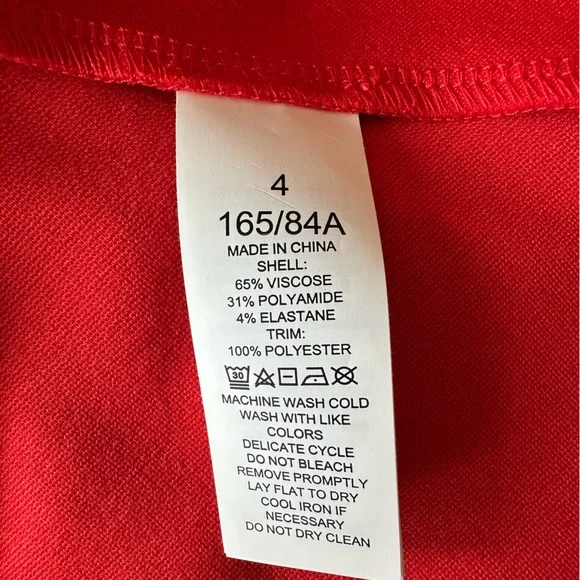 4
165/84A
MADE IN CHINA
SHELL:
65% VISCOSE
31% POLYAMIDE
4% ELASTANE
TRIM:
100% POLYESTER
30
MACHINE WASH COLD
WASH WITH LIKE
COLORS
DELICATE CYCLE
DO NOT BLEACH
REMOVE PROMPTLY
LAY FLAT TO DRY
COOL IRON IF
NECESSARY
DO NOT DRY CLEAN